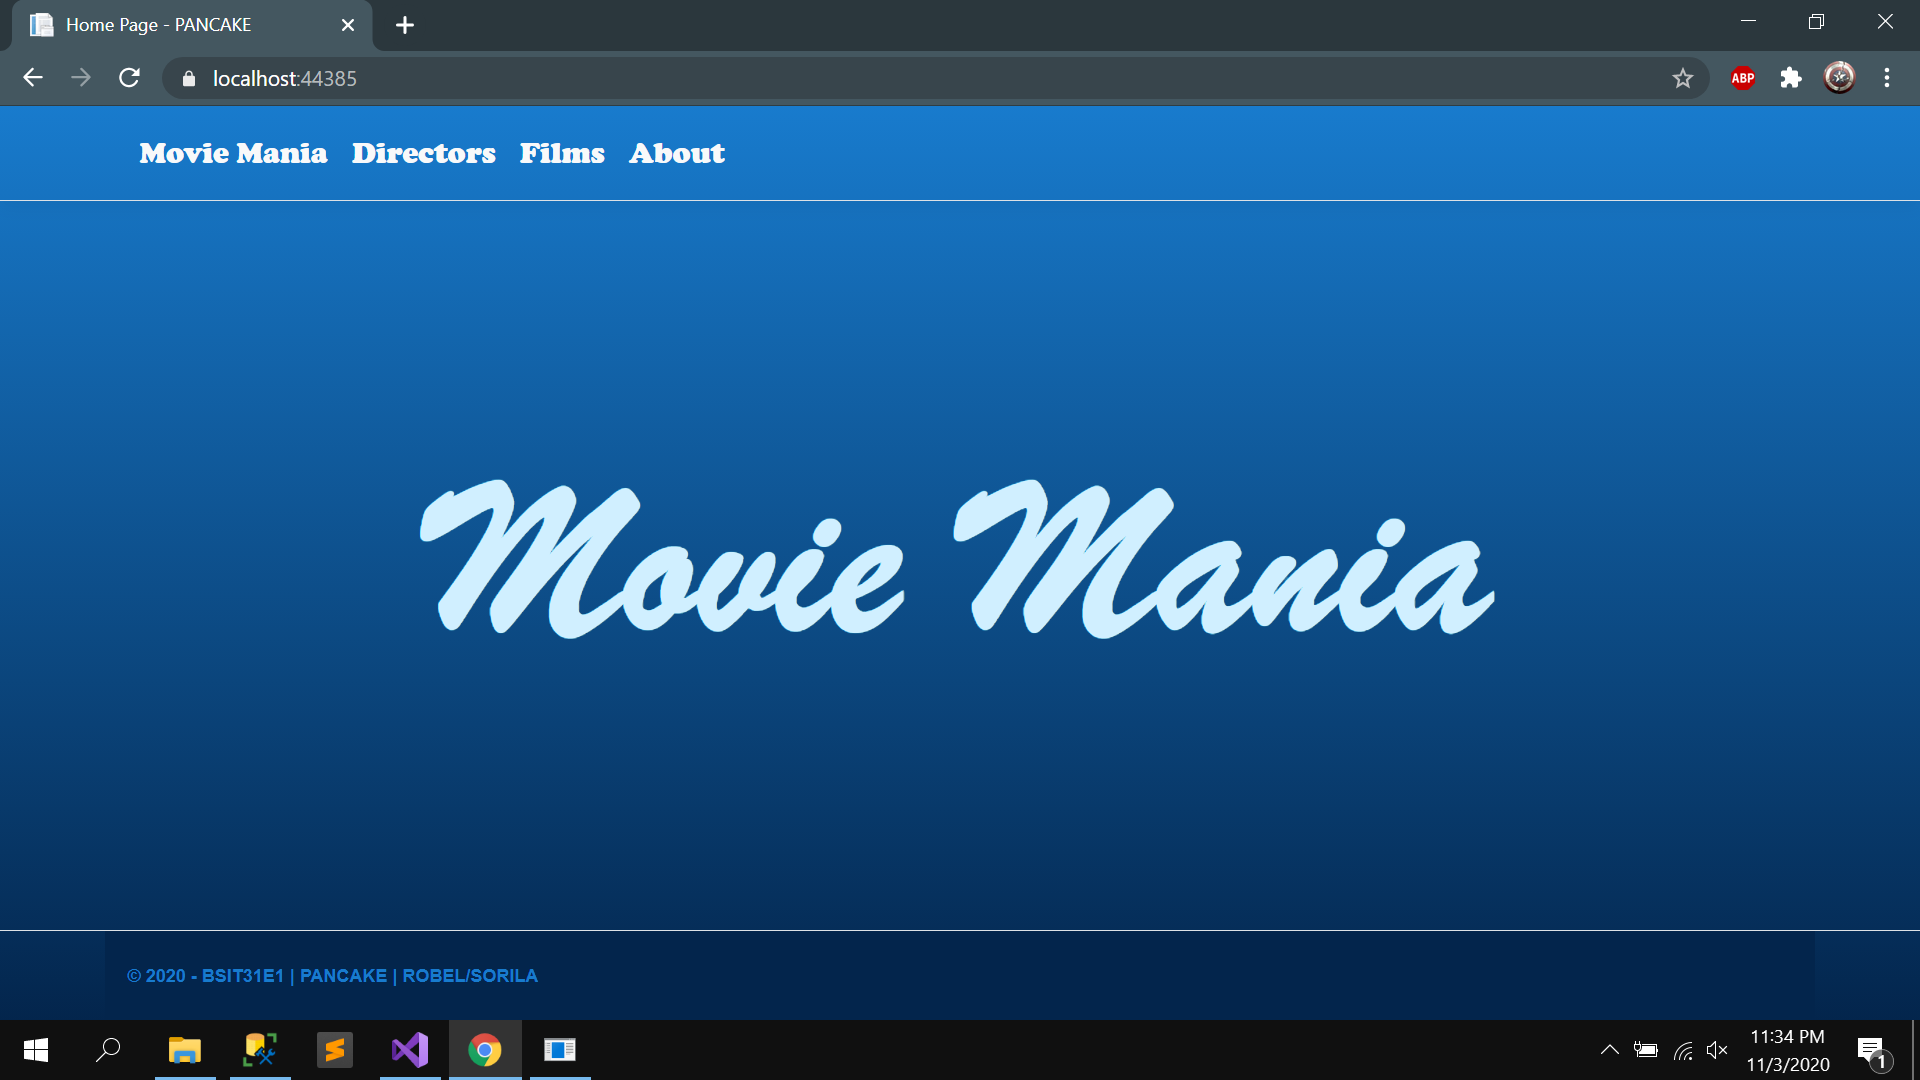 Home Page - PANCAKE
localhost:44385
ABP
Movie Mania Directors Films About
Movie Mania
© 2020 - BSIT31E1 | PANCAKE | ROBEL/SORILA
11:34 PM
11/3/2020
1